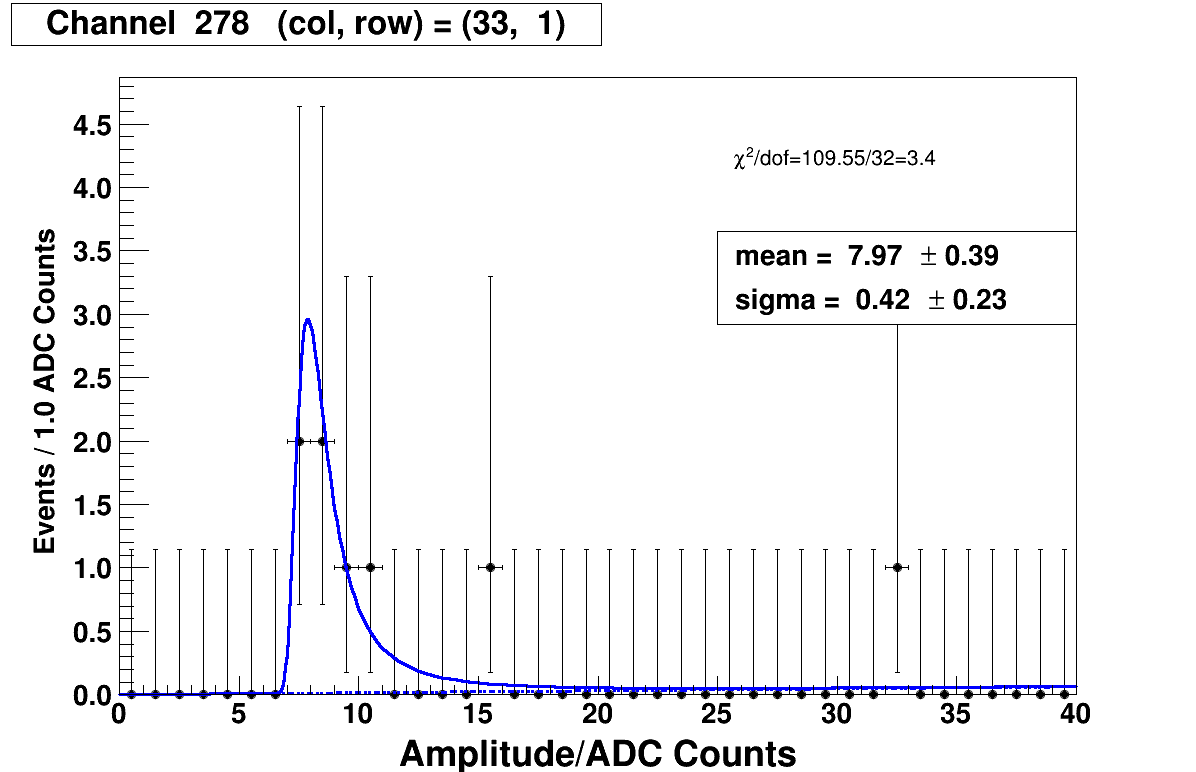 Channel 278 (col, row) = (33, 1)
χ²/dof=109.55/32=3.4
mean = 7.97 ± 0.39
sigma = 0.42 ± 0.23
Events / 1.0 ADC Counts
4.5
4.0
3.5
3.0
2.5
2.0
1.5
1.0
0.5
0.0
0 5 10 15 20 25 30 35 40
Amplitude/ADC Counts